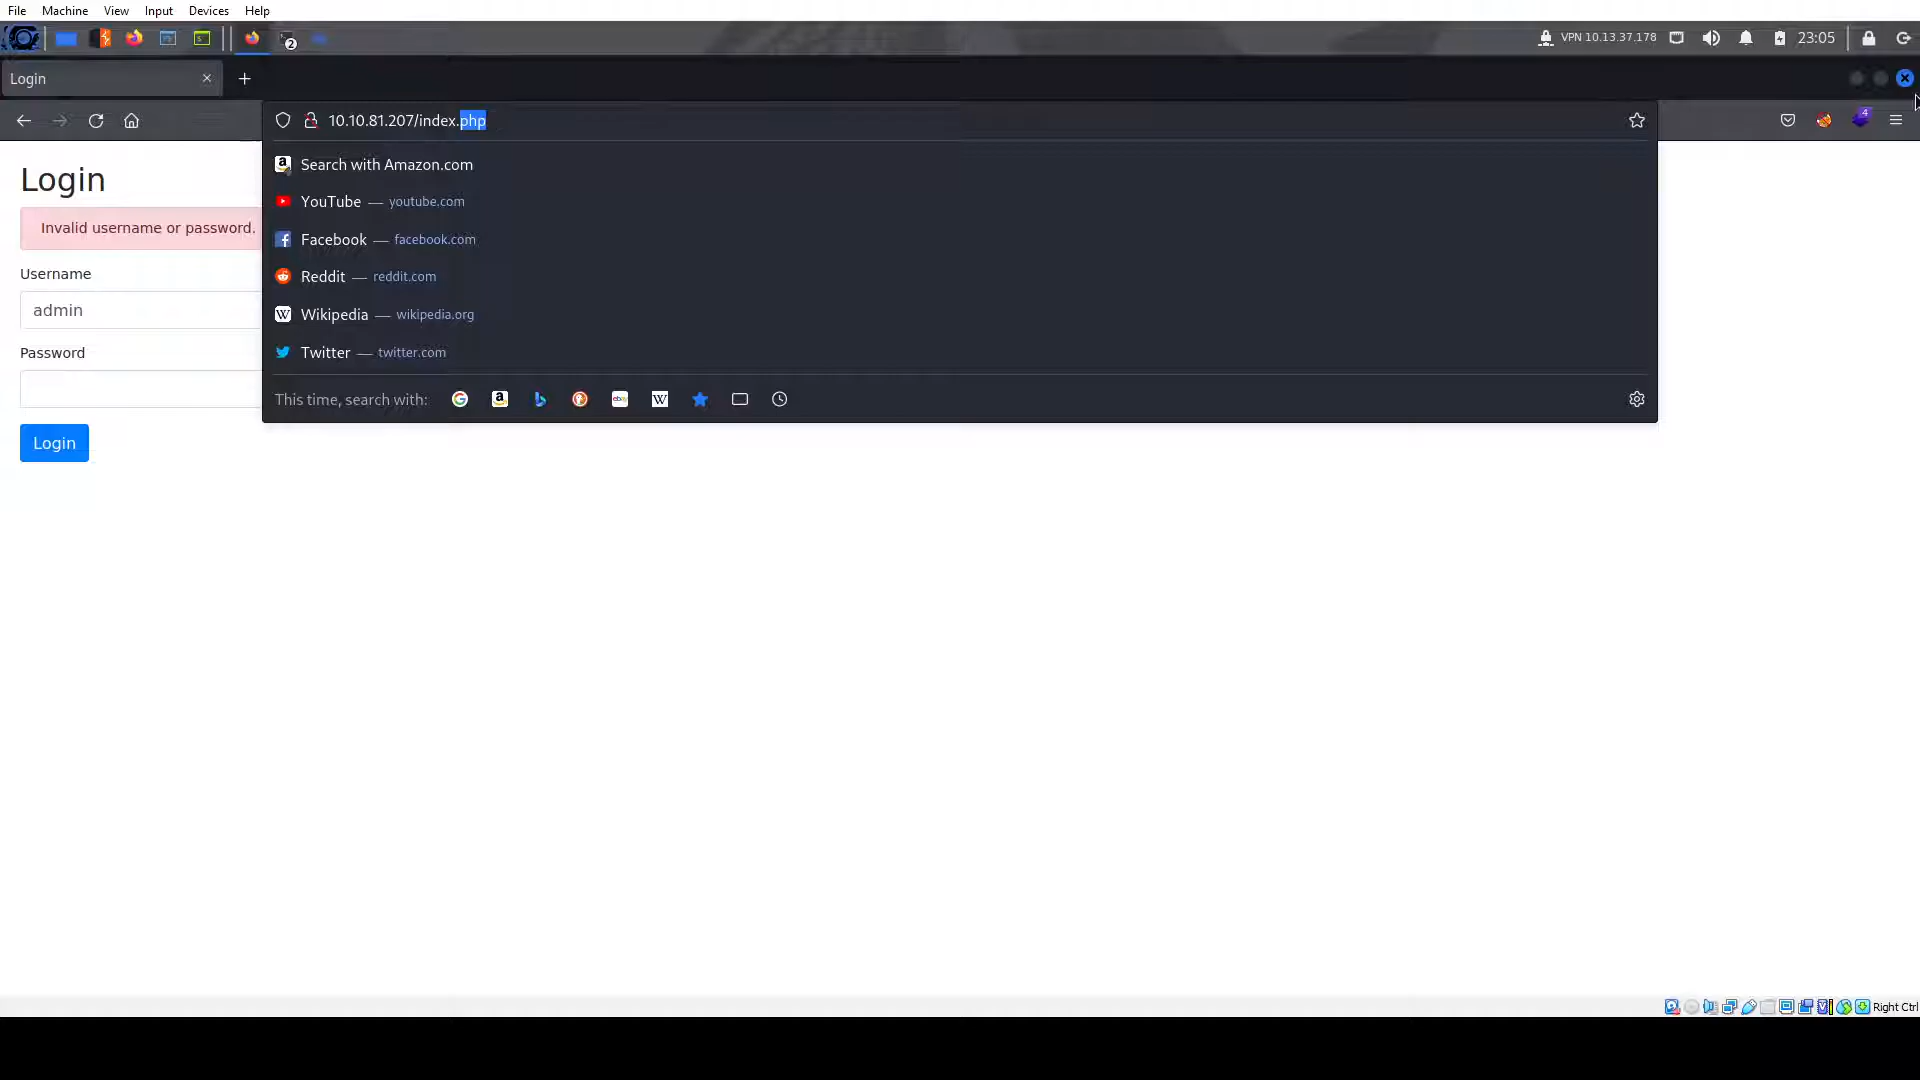 File Machine View Input Devices Help
2 VPN 10.13.37.178 23:05
Login
10.10.81.207/index.php 4
Search with Amazon.com
Login
YouTube — youtube.com
Invalid username or password.
Facebook — facebook.com
Username
Reddit — reddit.com
admin
Wikipedia — wikipedia.org
Password
Twitter — twitter.com
This time, search with:
Login
Right Ctrl